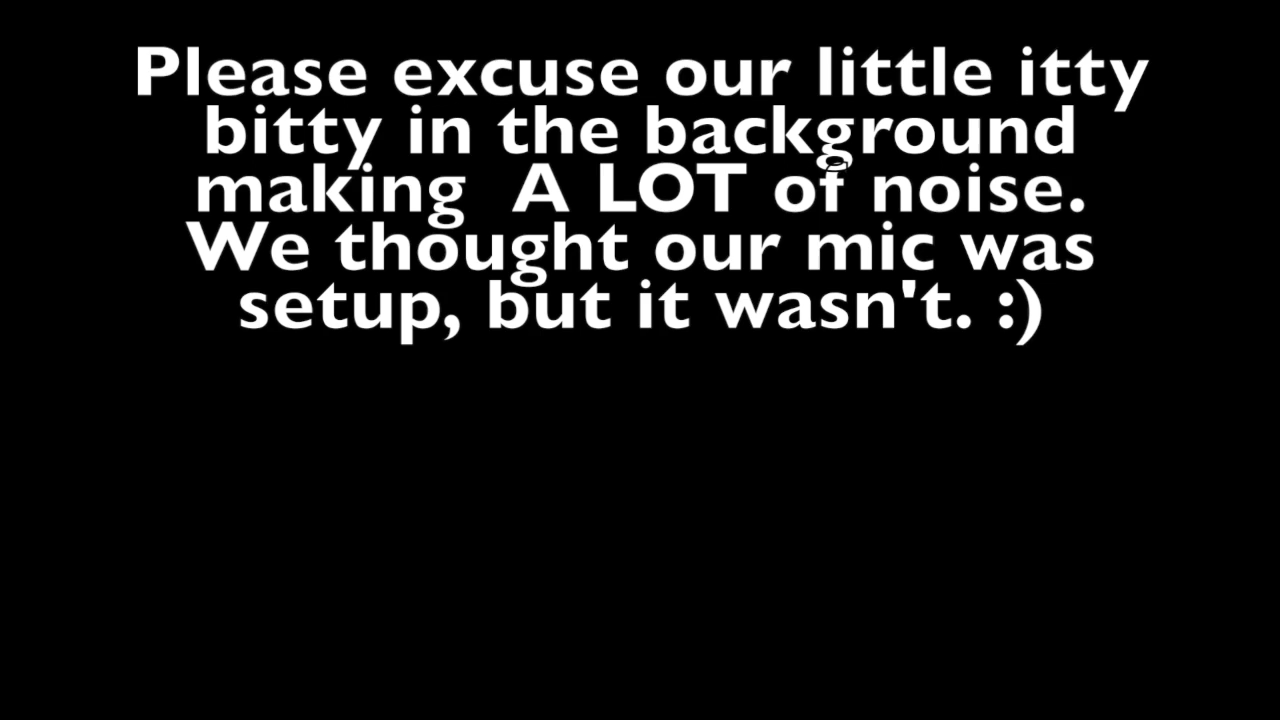 Please excuse our little itty
bitty in the background
making  A LOT of noise.
We thought our mic was
setup, but it wasn't. :)